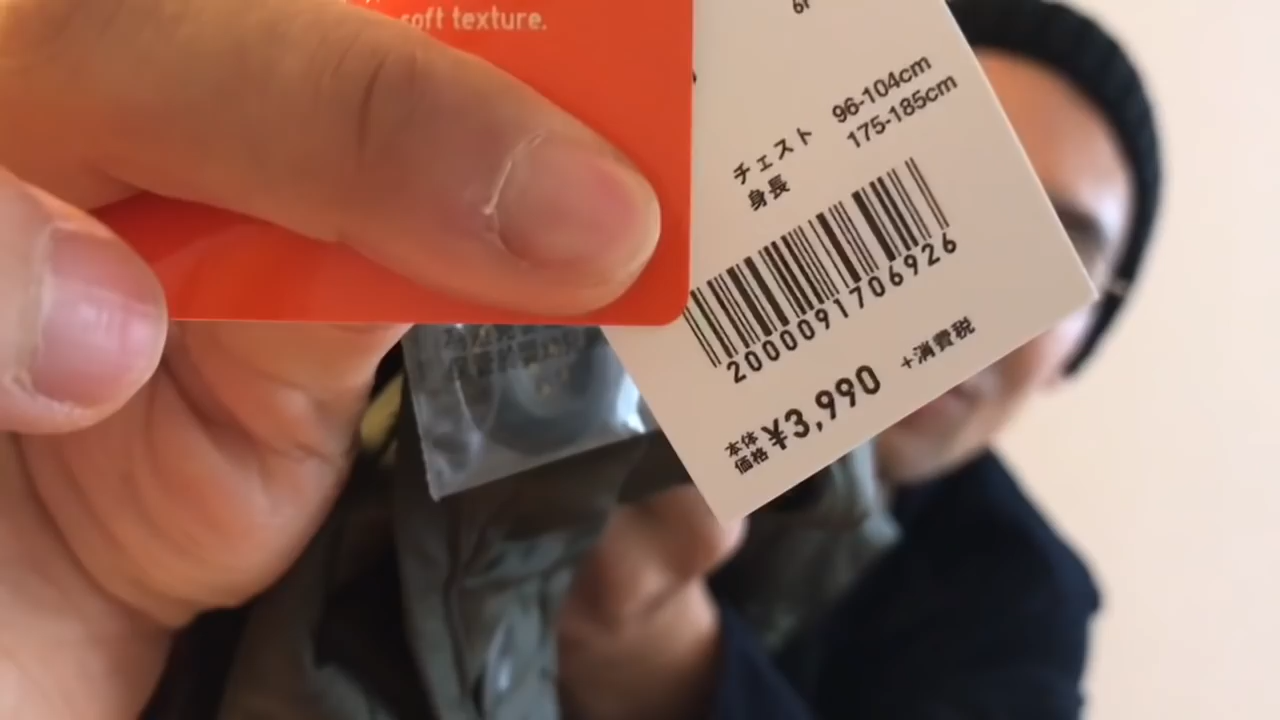 soft texture.
チェスト 96-104cm
身長 175-185cm
2000091706926
本体価格 ¥3,990 +消費税